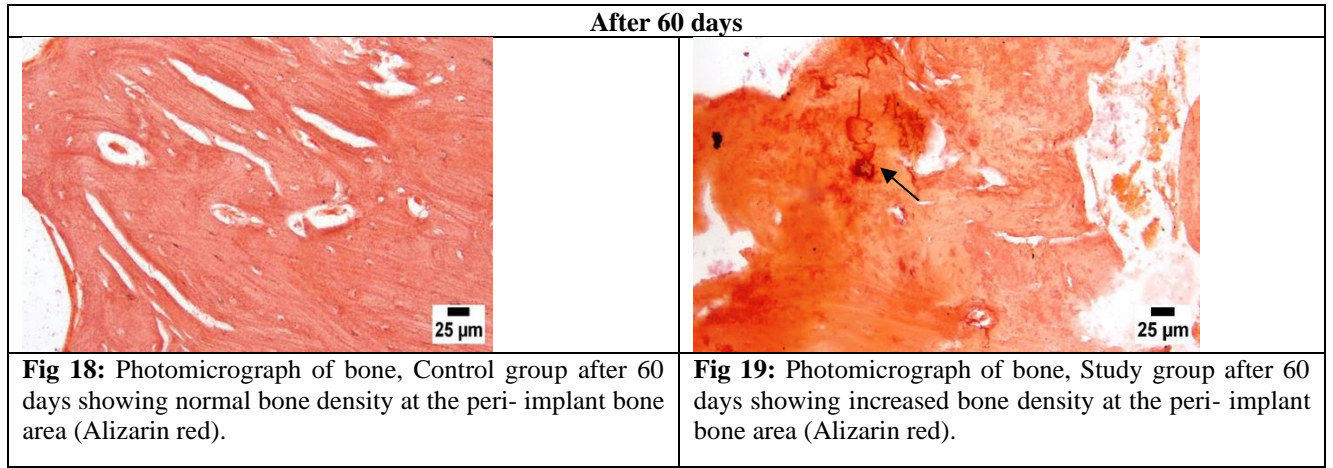 After 60 days
25 µm
25 µm
Fig 18: Photomicrograph of bone, Control group after 60
days showing normal bone density at the peri- implant bone
area (Alizarin red).
Fig 19: Photomicrograph of bone, Study group after 60
days showing increased bone density at the peri- implant
bone area (Alizarin red).